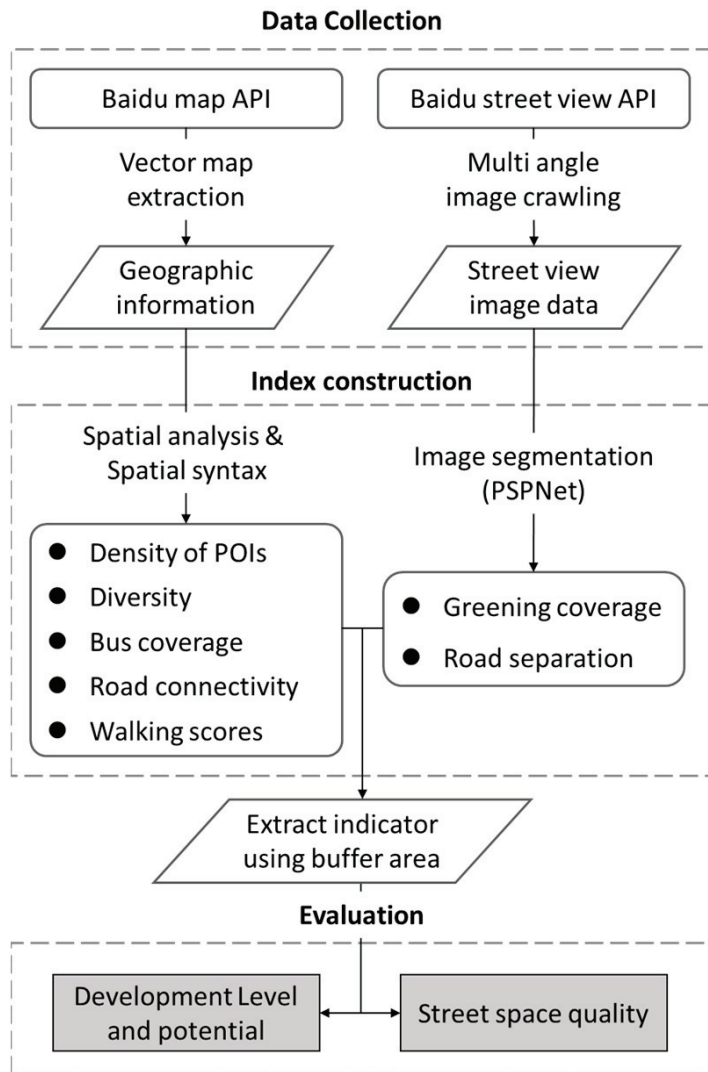 Data Collection
Baidu map API
Baidu street view API
Vector map
extraction
Multi angle
image crawling
Geographic
information
Street view
image data
Index construction
Spatial analysis &
Spatial syntax
Image segmentation
(PSPNet)
● Density of POIs
● Diversity
● Bus coverage
● Road connectivity
● Walking scores
● Greening coverage
● Road separation
Extract indicator
using buffer area
Evaluation
Development Level
and potential
Street space quality